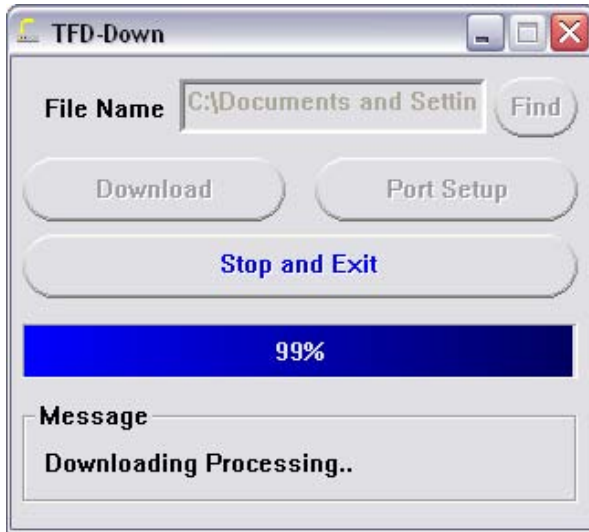 TFD-Down
File Name C:\Documents and Settin Find
Download Port Setup
Stop and Exit
99%
Message
Downloading Processing..